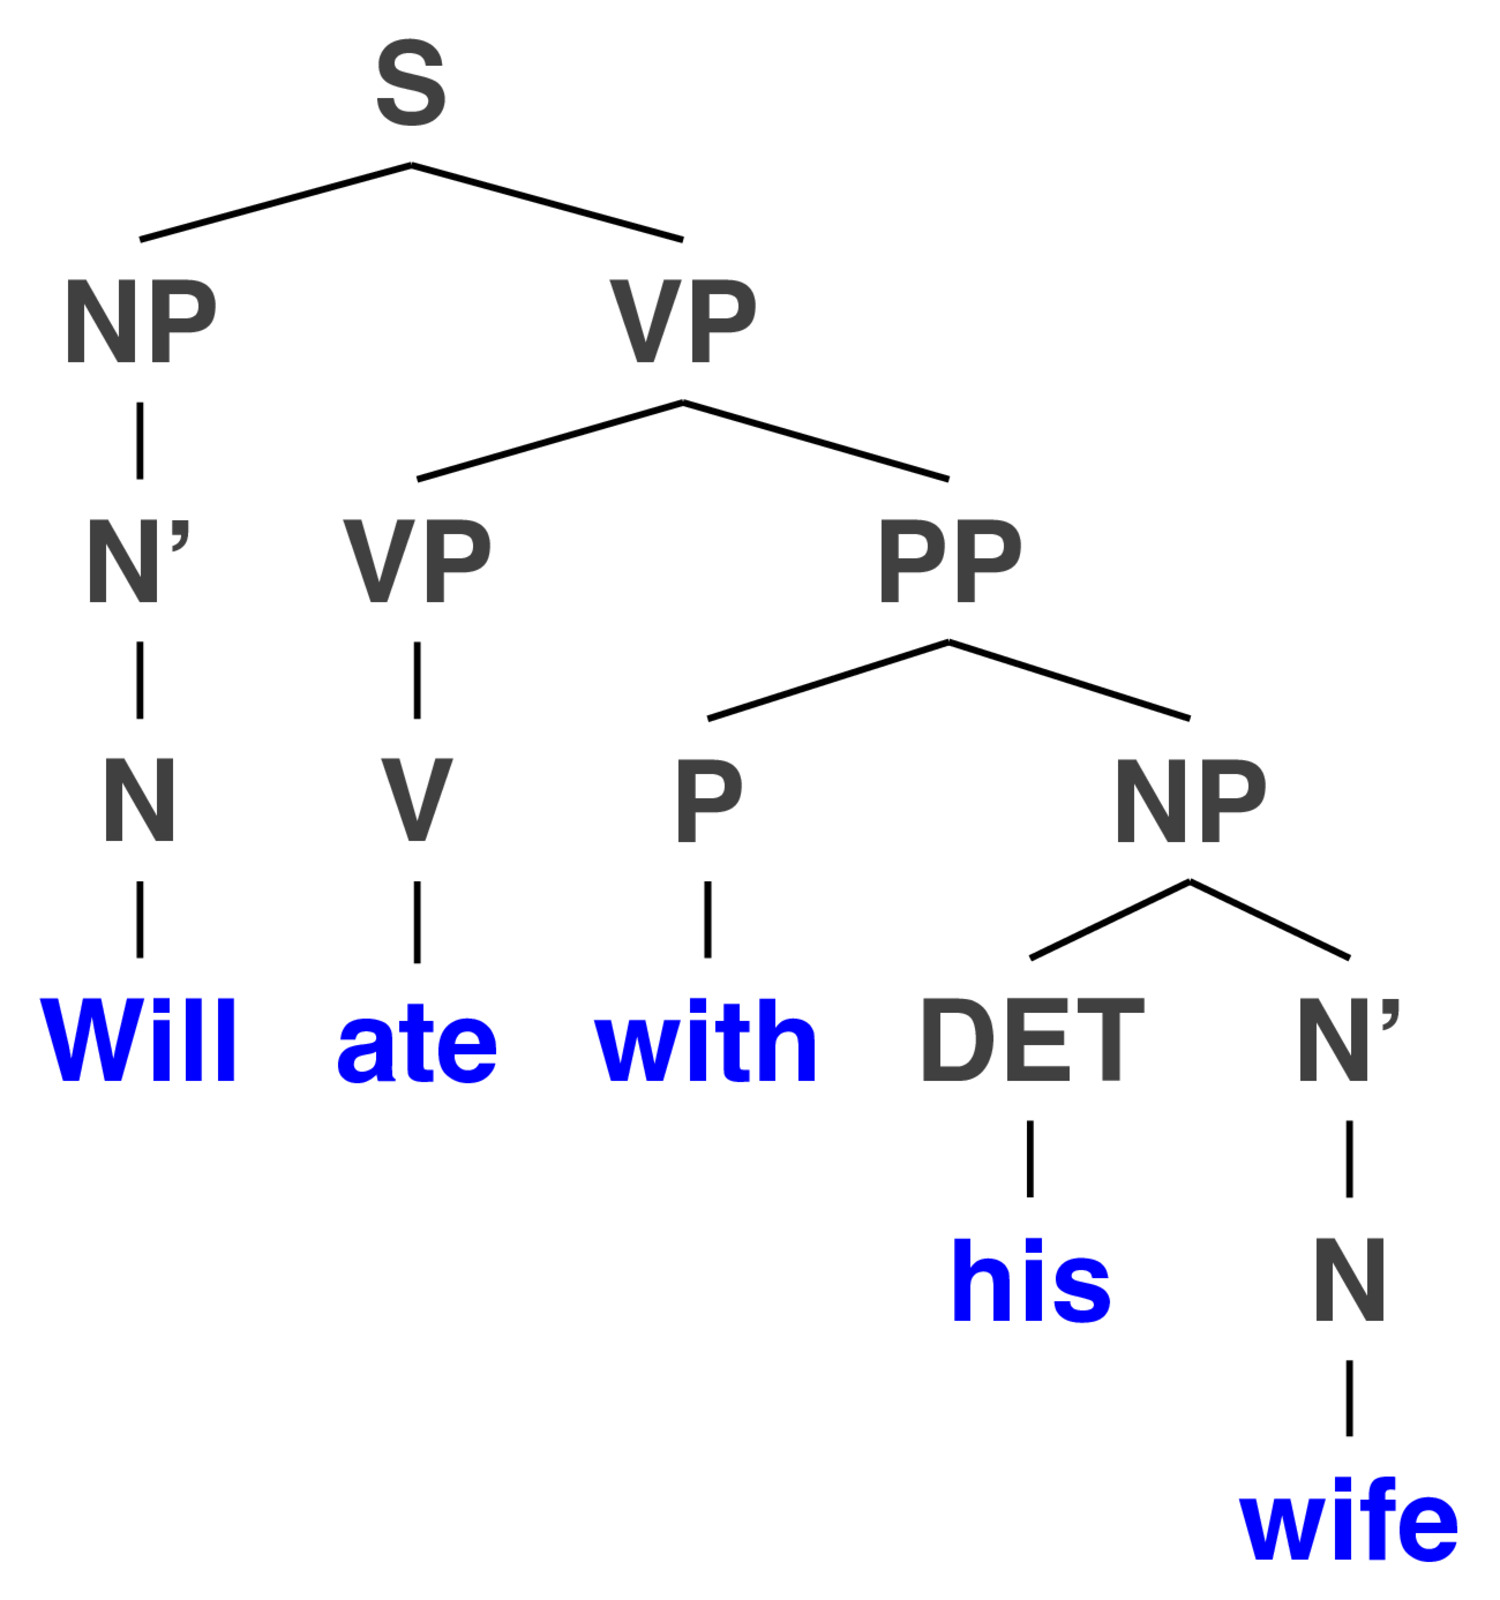 S
NP VP
N’ VP PP
N V P NP
Will ate with DET N’
his N
wife